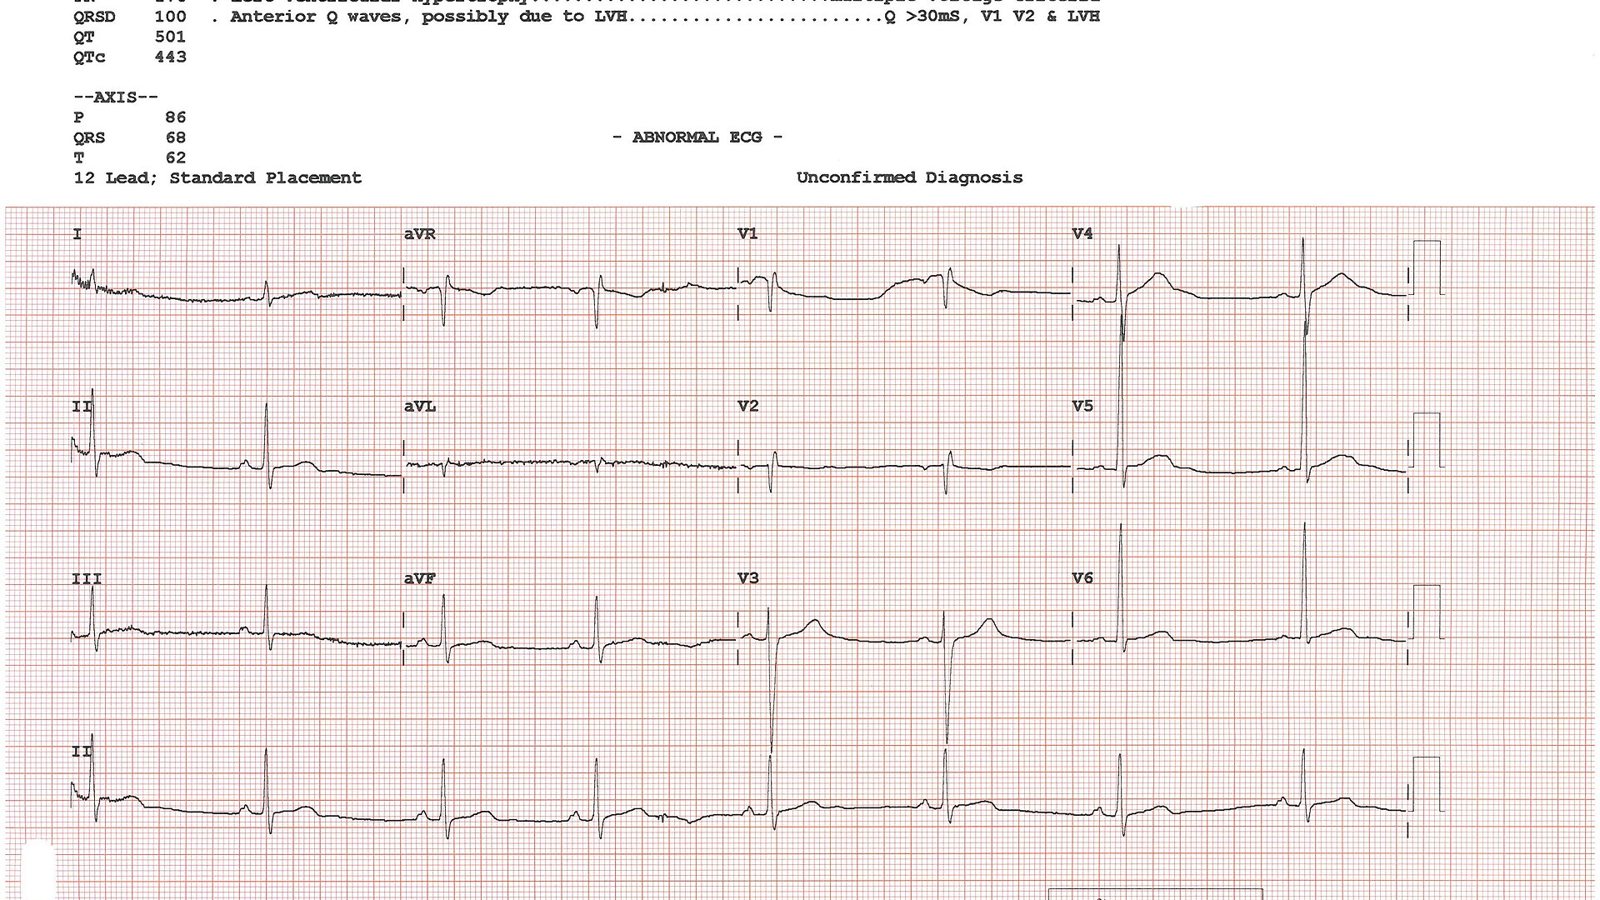 QRSD 100 . Anterior Q waves, possibly due to LVH........................Q >30mS, V1 V2 & LVH
QT 501
QTc 443
--AXIS--
P 86
QRS 68
T 62
- ABNORMAL ECG -
12 Lead; Standard Placement
Unconfirmed Diagnosis
I aVR V1 V4
II aVL V2 V5
III aVF V3 V6
II